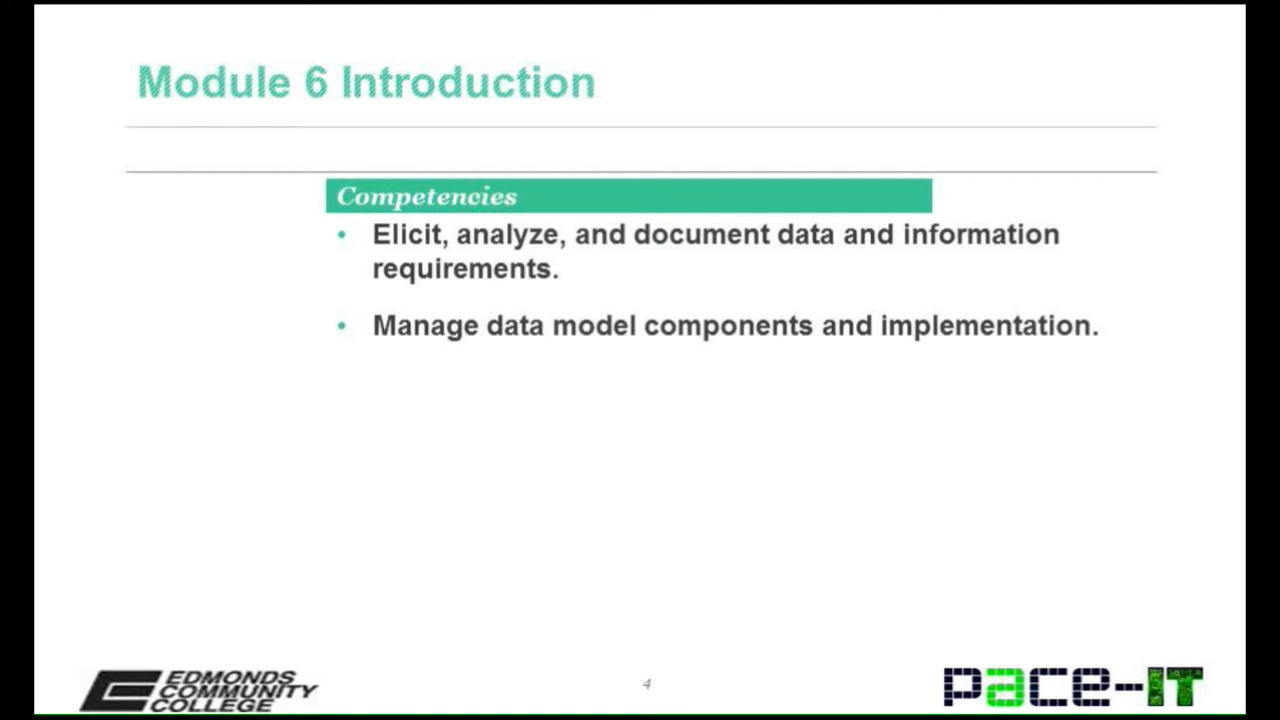 Module 6 Introduction
Competencies
• Elicit, analyze, and document data and information
requirements.
• Manage data model components and implementation.
EDMONDS
COMMUNITY
COLLEGE
4
pace-IT